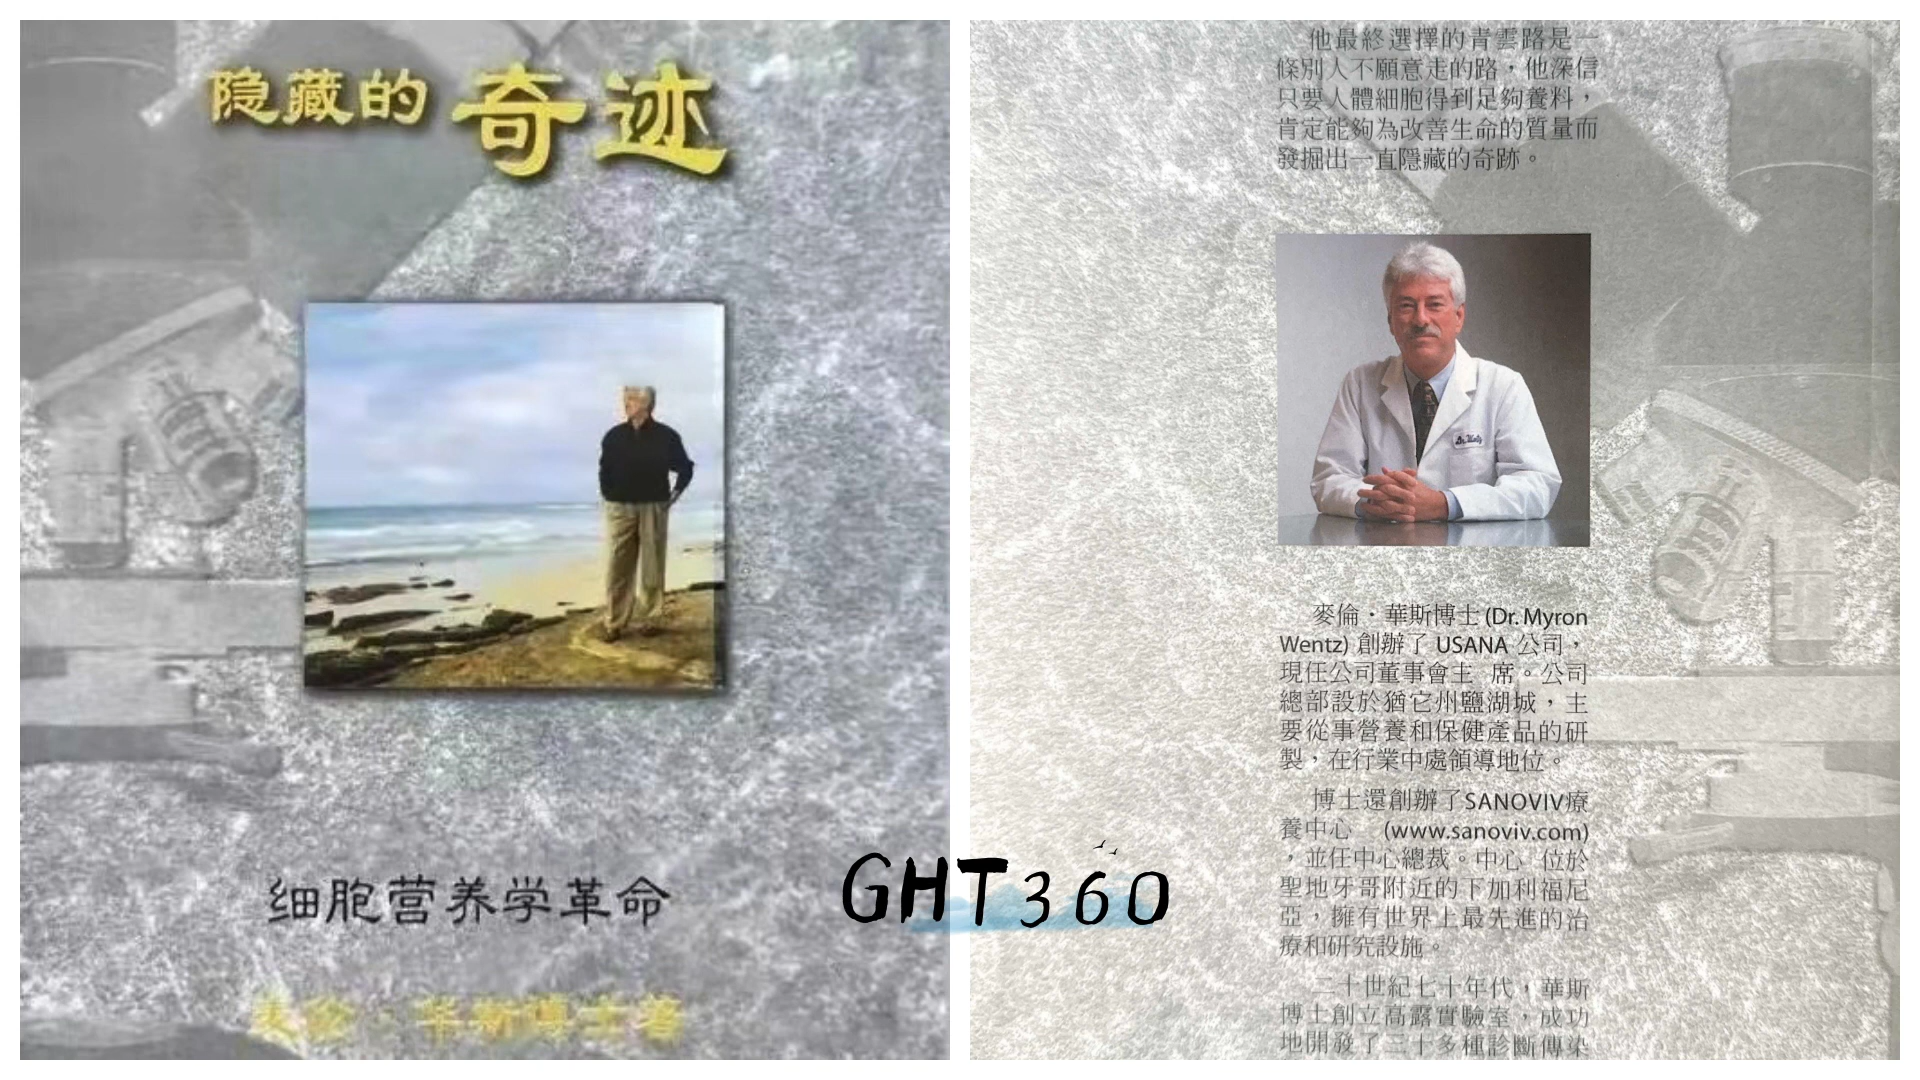 隐藏的 奇迹
细胞营养学革命
麦伦·华斯博士著
GHT360
他最終選擇的青雲路是一
條別人不願意走的路，他深信
只要人體細胞得到足夠養料，
肯定能夠為改善生命的質量而
發掘出一直隱藏的奇跡。
Dr. Wentz
麥倫·華斯博士(Dr. Myron
Wentz) 創辦了 USANA 公司，
現任公司董事會主 席。公司
總部設於猶它州鹽湖城，主
要從事營養和保健產品的研
製，在行業中處領導地位。
博士還創辦了SANOVIV療
養中心 (www.sanoviv.com)
，並任中心總裁。中心 位於
聖地牙哥附近的下加利福尼
亞，擁有世界上最先進的治
療和研究設施。
二十世紀七十年代，華斯
博士創立高露實驗室，成功
地開發了三十多種診斷傳染